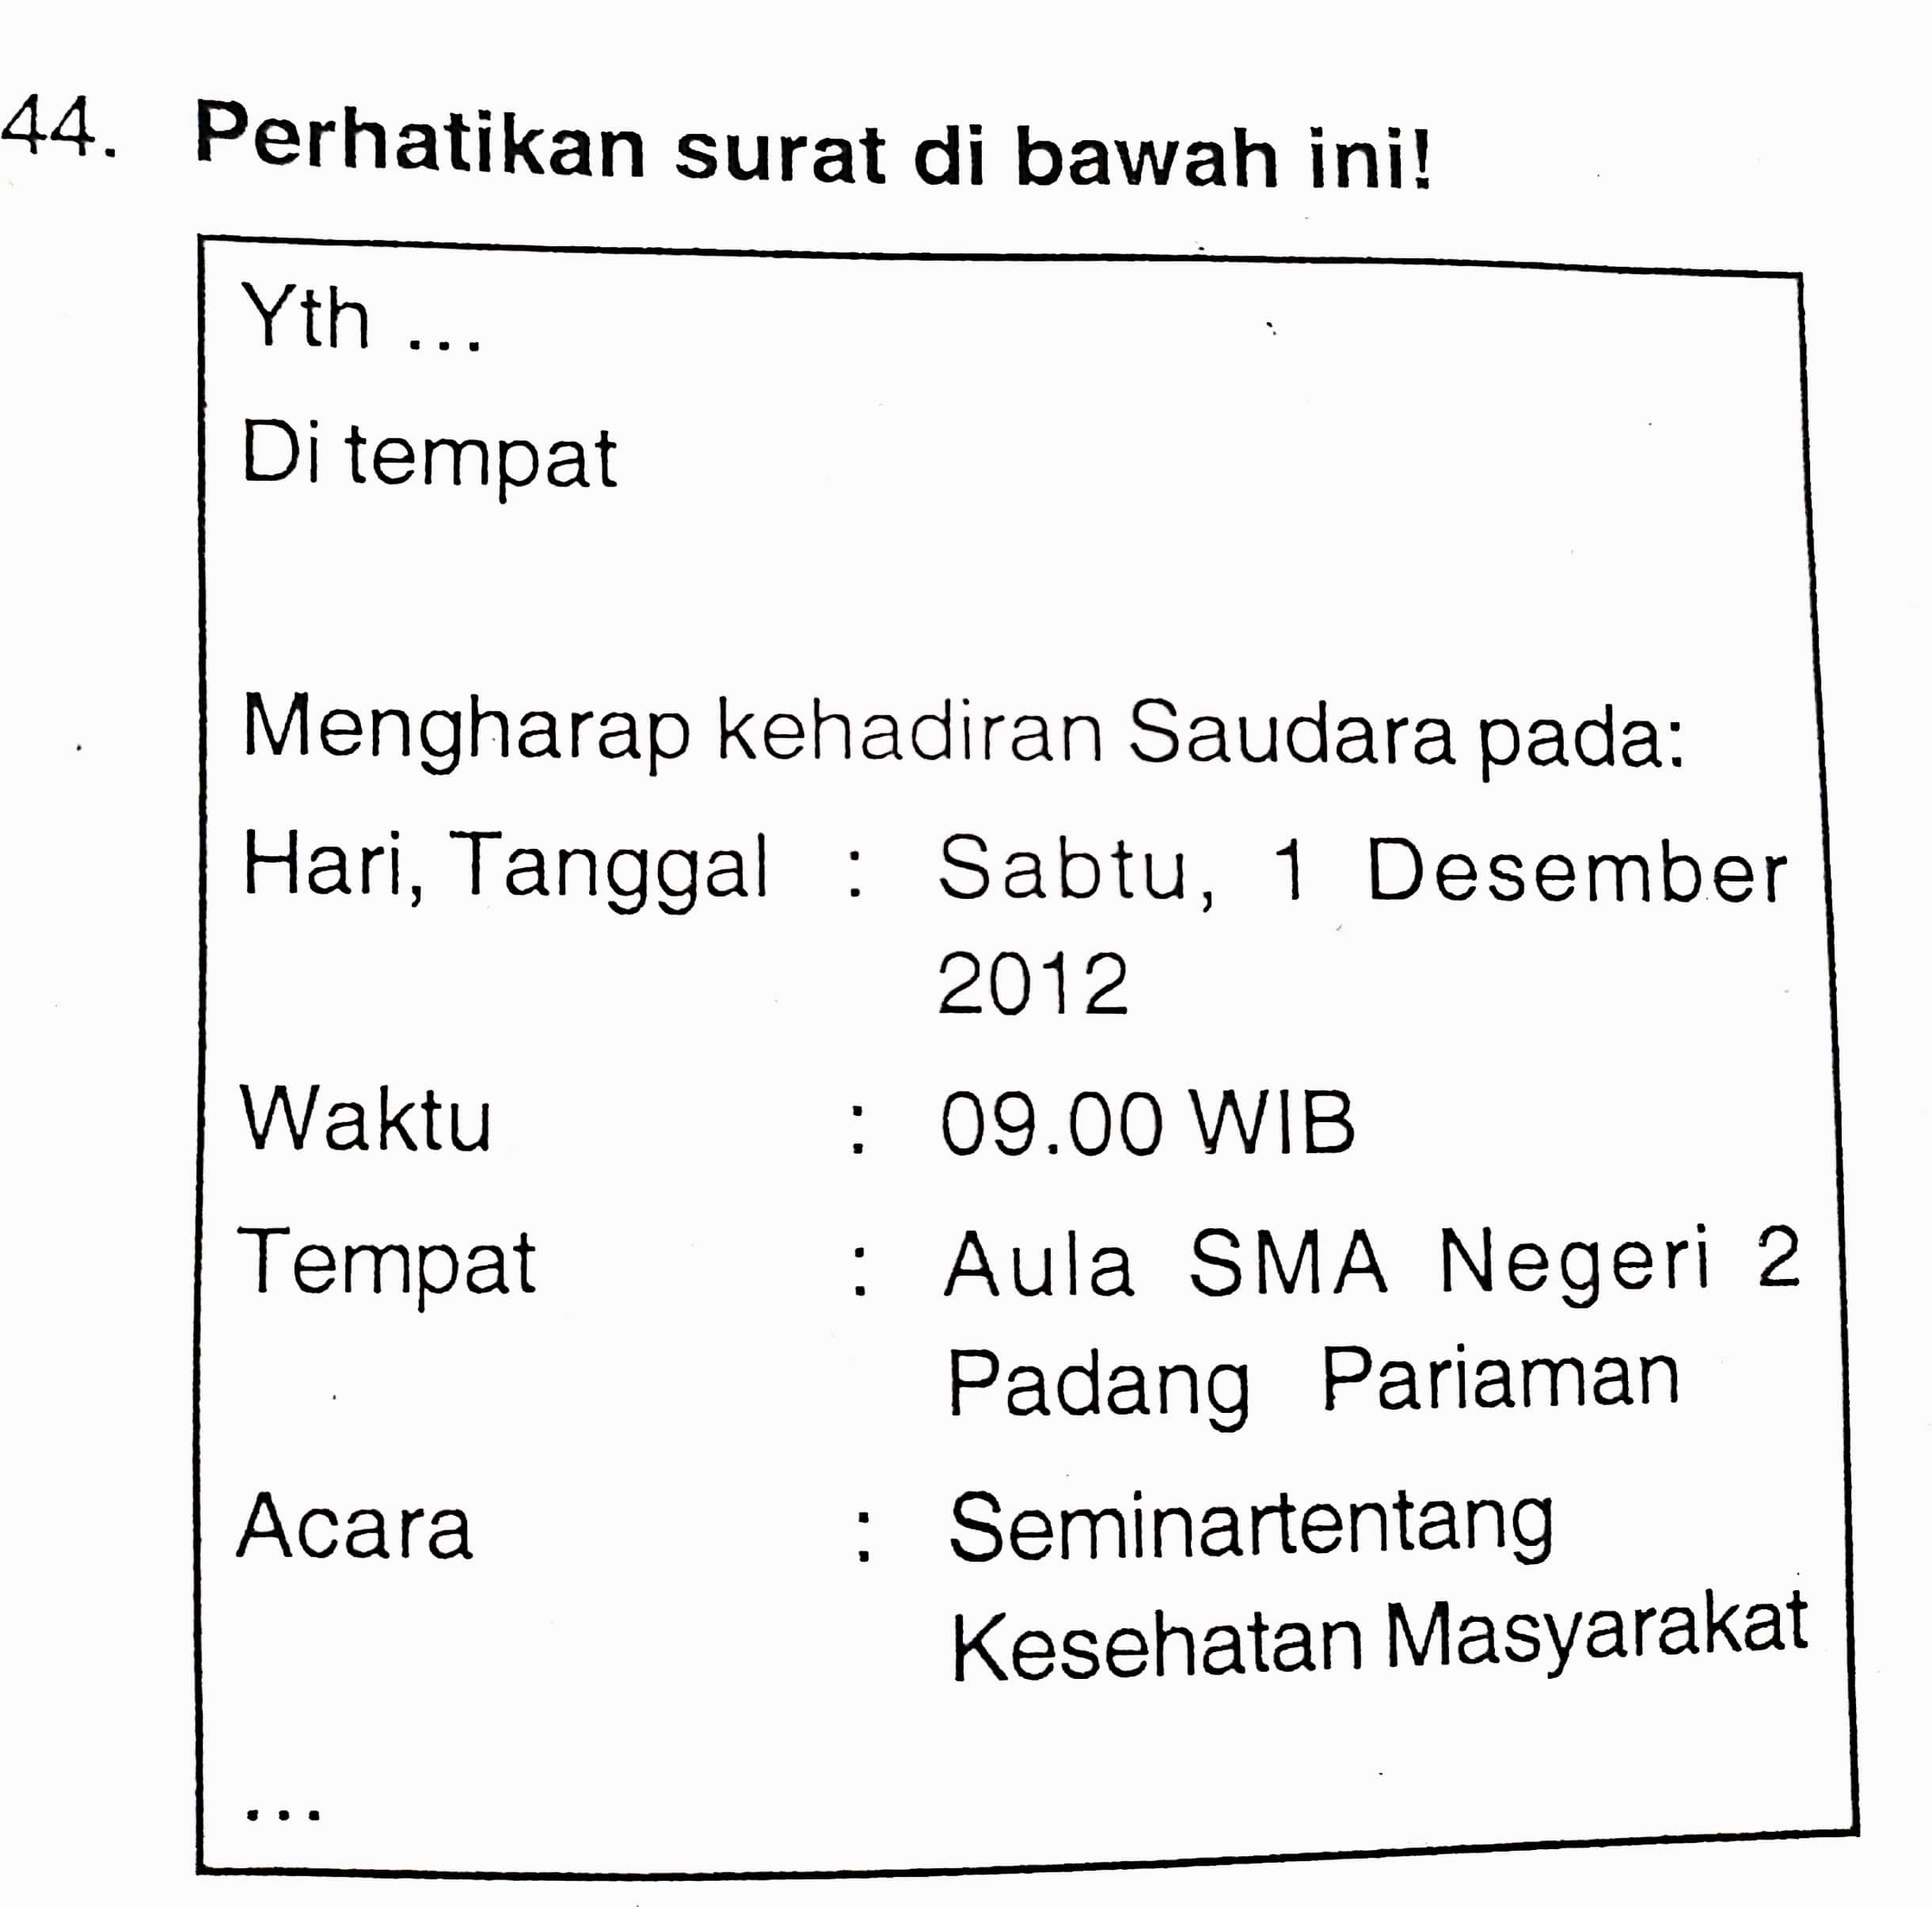 44. Perhatikan surat di bawah ini!
Yth ...
Di tempat
Mengharap kehadiran Saudara pada:
Hari, Tanggal : Sabtu, 1 Desember
2012
Waktu : 09.00 WIB
Tempat : Aula SMA Negeri 2
Padang Pariaman
Acara : Seminartentang
Kesehatan Masyarakat
...